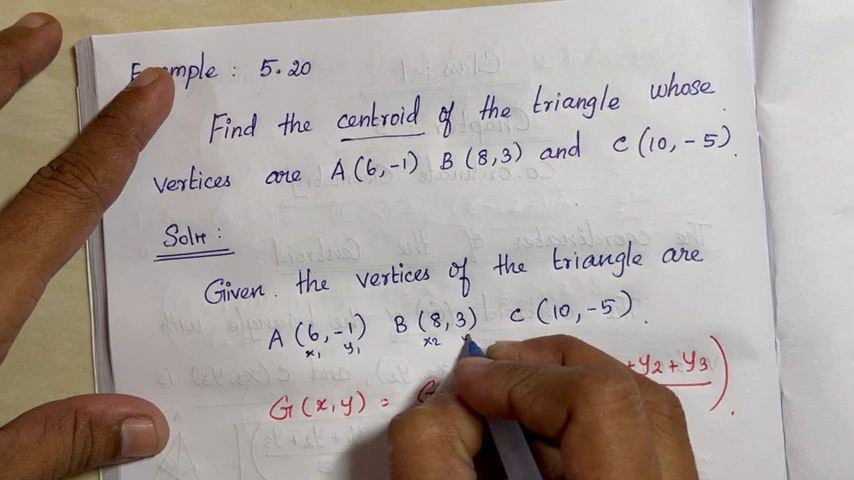 Example : 5.20
Find the centroid of the triangle whose
vertices are A (6,-1) B (8,3) and C (10,-5).
Soln :
Given the vertices of the triangle are
A (6,-1) B (8,3) C (10,-5).
x1 y1 x2
G(x,y) = + y2 + y3 ) .